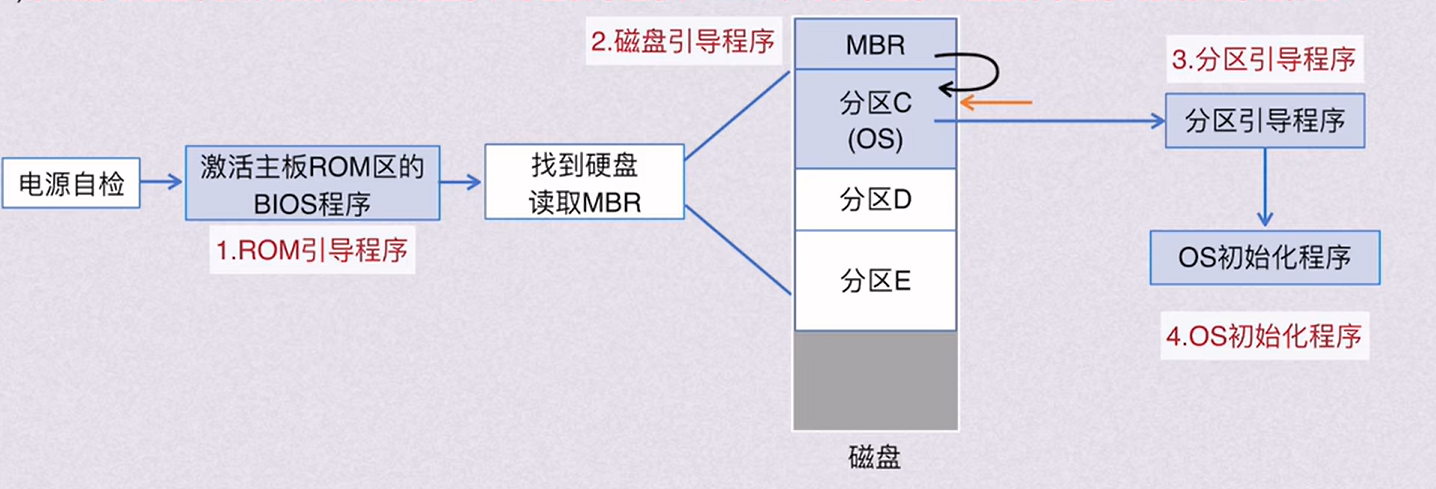 电源自检
激活主板ROM区的
BIOS程序
1.ROM引导程序
找到硬盘
读取MBR
2.磁盘引导程序
MBR
分区C
(OS)
分区D
分区E
磁盘
3.分区引导程序
分区引导程序
OS初始化程序
4.OS初始化程序